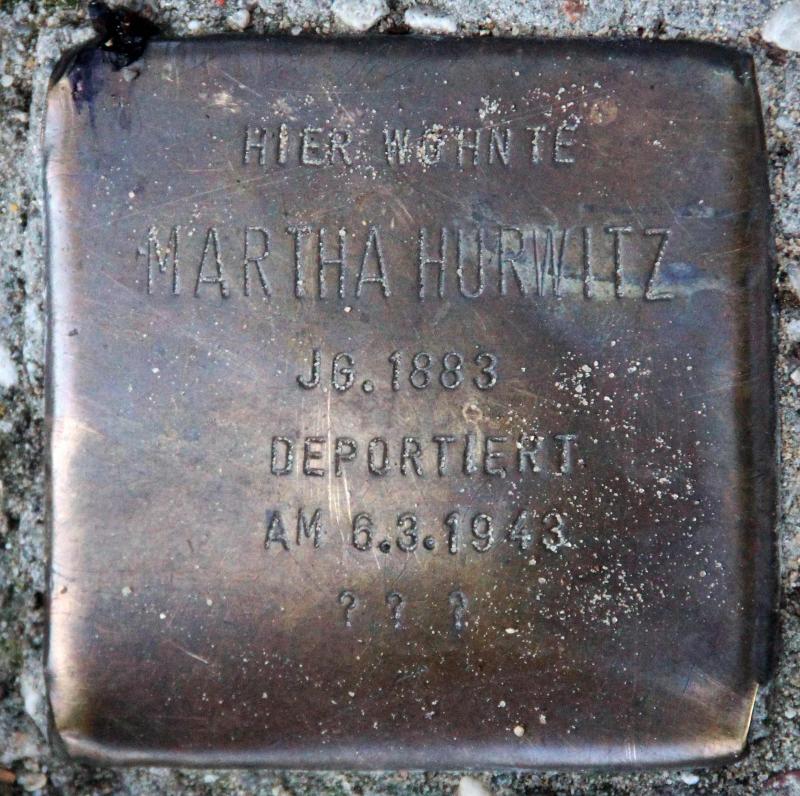 HIER WOHNTE
MARTHA HURWITZ
JG. 1883
DEPORTIERT
AM 6.3.1943
? ? ?